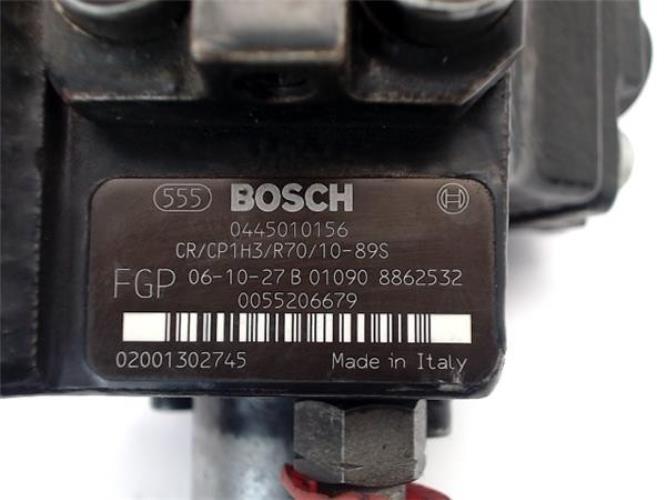 555 BOSCH
0445010156
CR/CP1H3/R70/10-89S
FGP 06-10-27 B 01090 8862532
0055206679
02001302745 Made in Italy